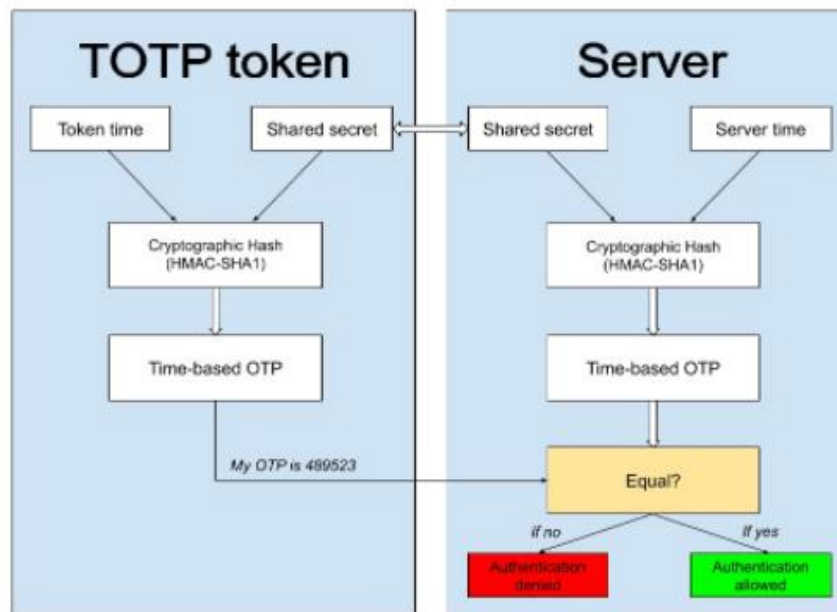 TOTP token
Server
Token time
Shared secret
Shared secret
Server time
Cryptographic Hash
(HMAC-SHA1)
Cryptographic Hash
(HMAC-SHA1)
Time-based OTP
Time-based OTP
My OTP is 489523
Equal?
If no
If yes
Authentication
denied
Authentication
allowed